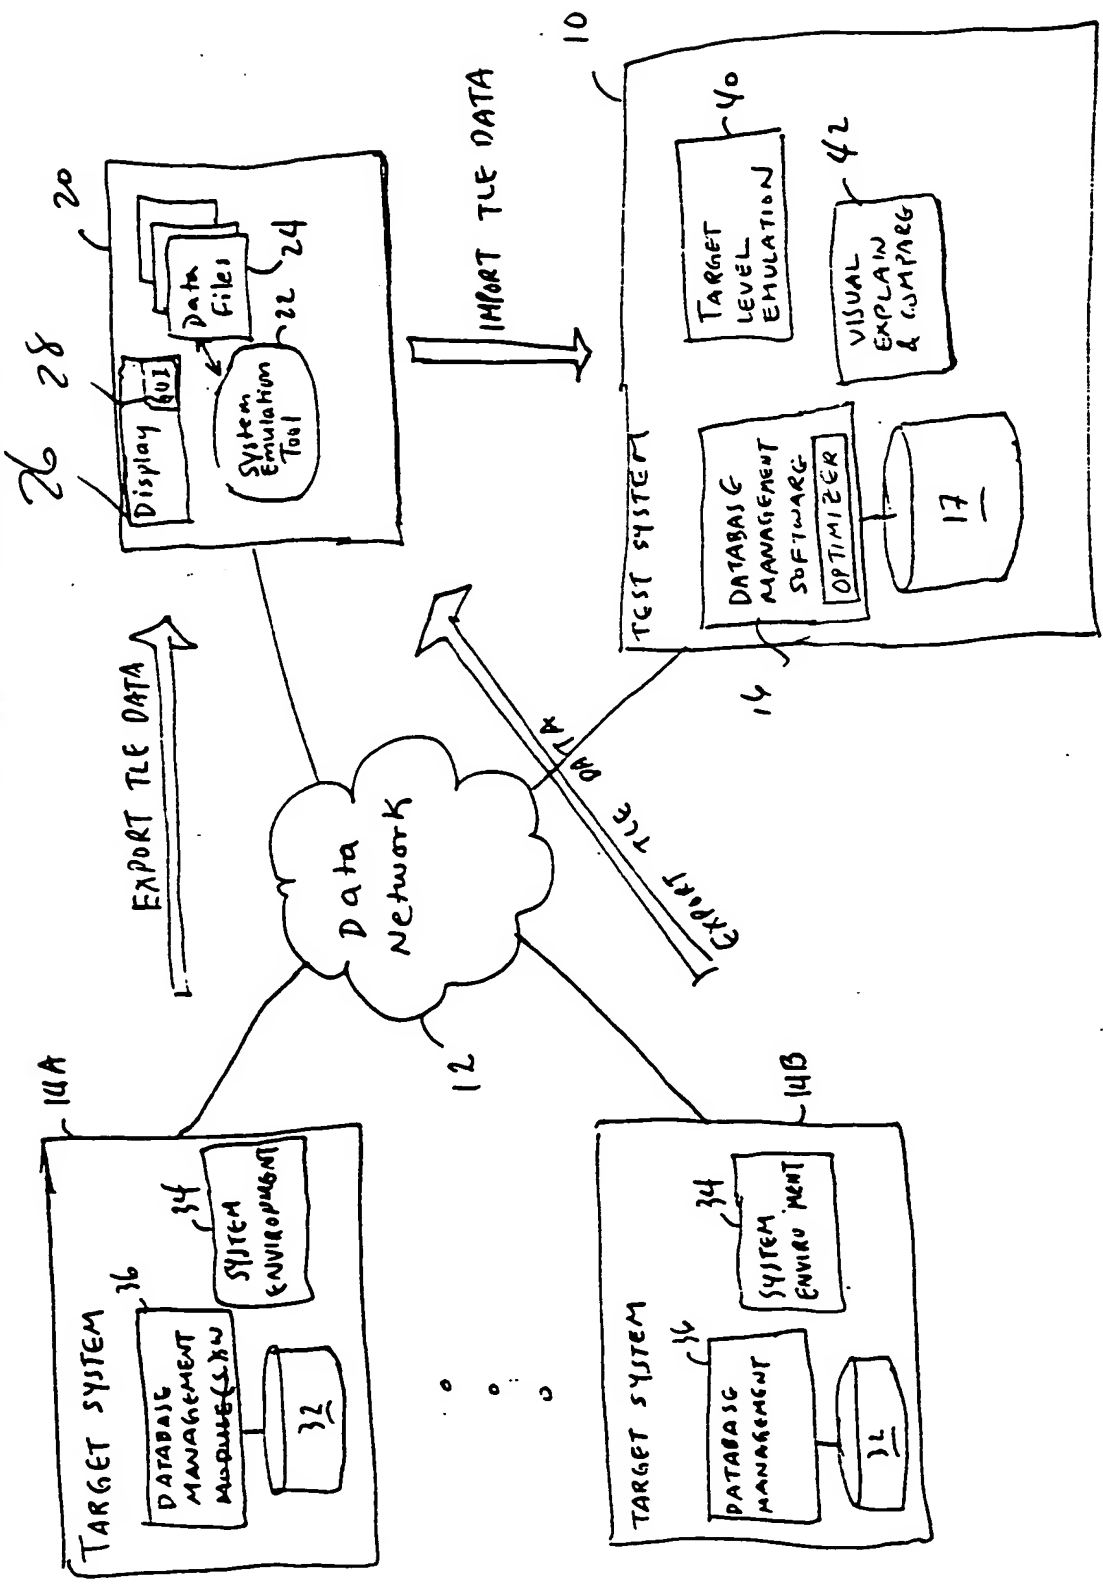 TARGET SYSTEM
14A
36
DATABASE
MANAGEMENT
MODULE(S) SW
32
34
SYSTEM
ENVIRONMENT
EXPORT TLE DATA
26
28
20
Display
GUI
Data
Files
24
22
System
Emulation
Tool
Data
Network
12
IMPORT TLE DATA
EXPORT TLE DATA
TARGET SYSTEM
14B
36
DATABASE
MANAGEMENT
32
34
SYSTEM
ENVIRONMENT
10
TEST SYSTEM
16
DATABASE
MANAGEMENT
SOFTWARE
OPTIMIZER
17
TARGET
LEVEL
EMULATION
40
VISUAL
EXPLAIN
& COMPARE
42